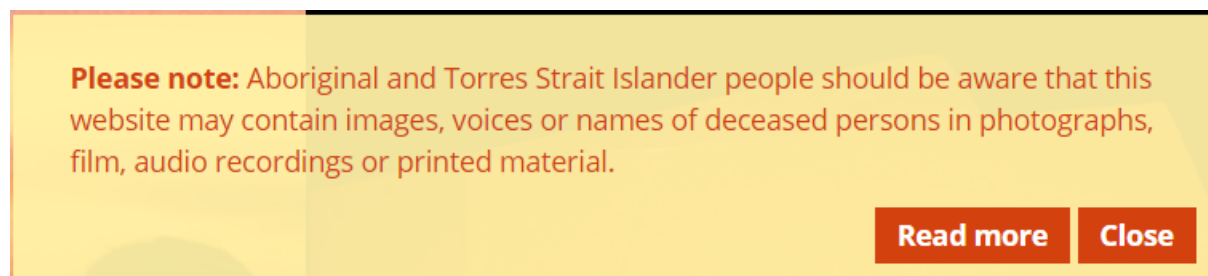 Please note: Aboriginal and Torres Strait Islander people should be aware that this
website may contain images, voices or names of deceased persons in photographs,
film, audio recordings or printed material.
Read more Close